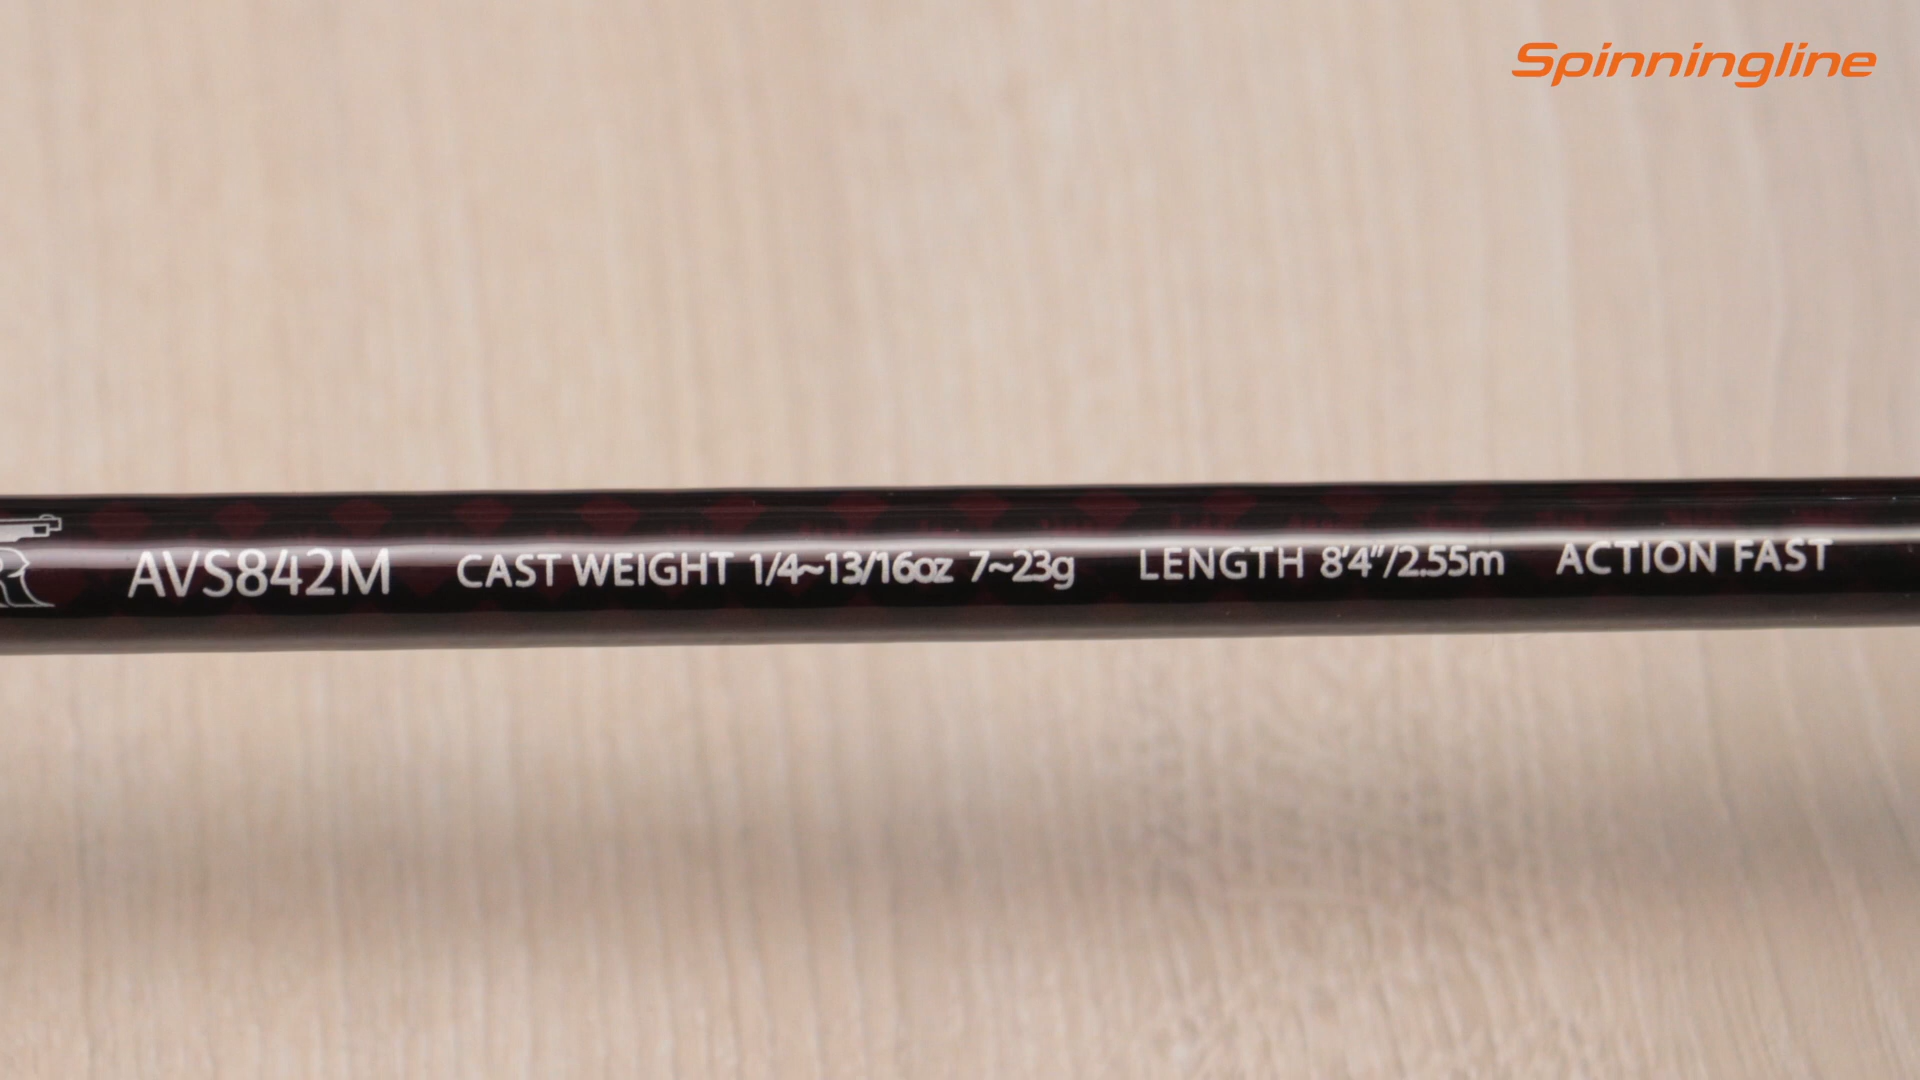 Spinningline
R AVS842M CAST WEIGHT 1/4~13/16oz 7~23g LENGTH 8'4"/2.55m ACTION FAST